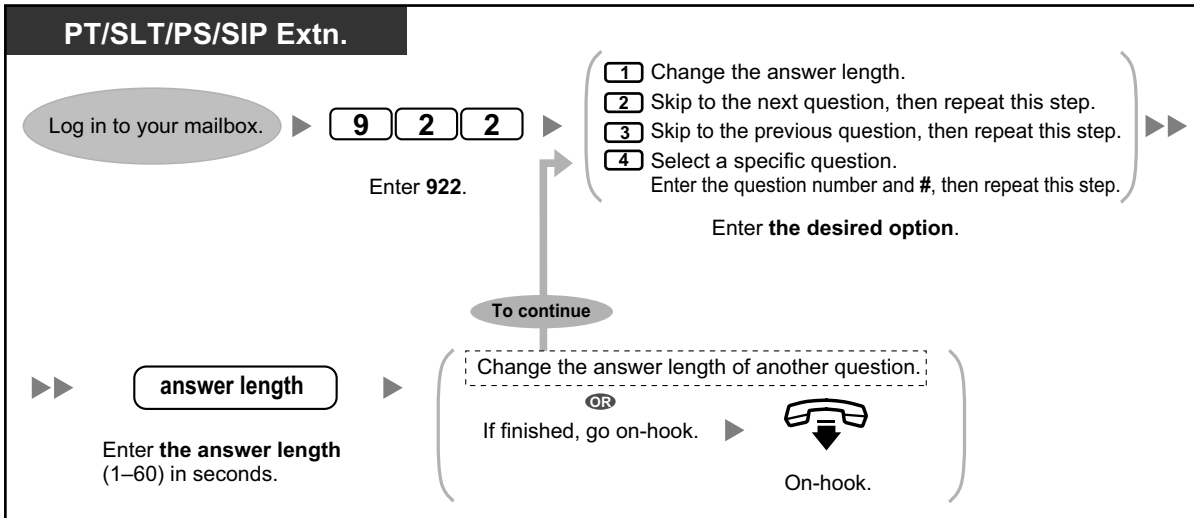 PT/SLT/PS/SIP Extn.
Log in to your mailbox.
9 2 2
Enter 922.
1 Change the answer length.
2 Skip to the next question, then repeat this step.
3 Skip to the previous question, then repeat this step.
4 Select a specific question.
Enter the question number and #, then repeat this step.
Enter the desired option.
To continue
answer length
Enter the answer length
(1–60) in seconds.
Change the answer length of another question.
OR
If finished, go on-hook.
On-hook.